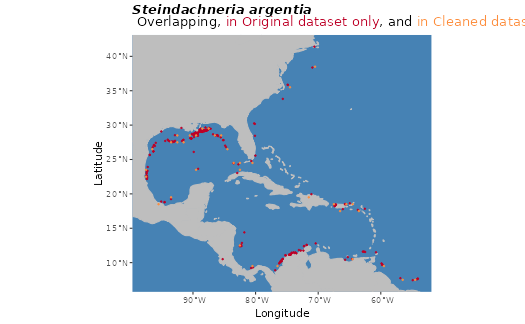 Steindachneria argentia
Overlapping, in Original dataset only, and in Cleaned datas
40°N
35°N
30°N
25°N
20°N
15°N
10°N
Latitude
90°W
80°W
70°W
60°W
Longitude